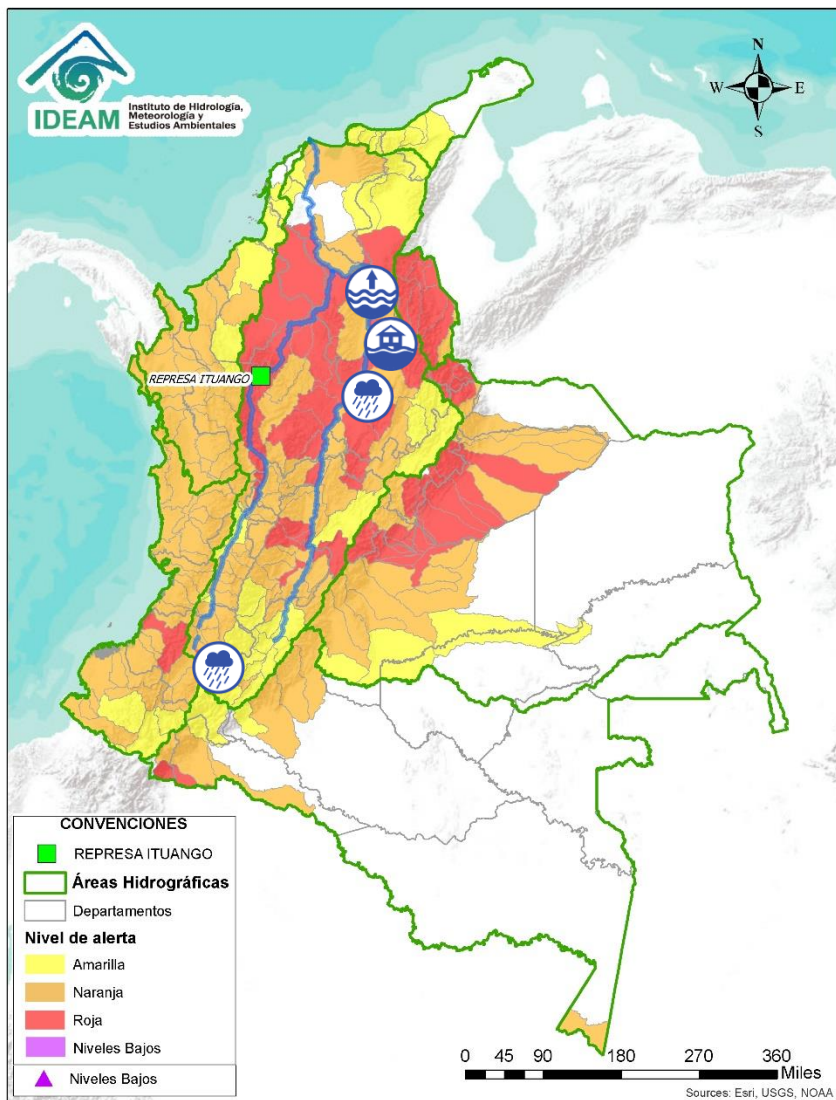 IDEAM
Instituto de Hidrología,
Meteorología y
Estudios Ambientales
N
W
E
S
REPRESA ITUANGO
CONVENCIONES
REPRESA ITUANGO
Áreas Hidrográficas
Departamentos
Nivel de alerta
Amarilla
Naranja
Roja
Niveles Bajos
Niveles Bajos
0 45 90 180 270 360
Miles
Sources: Esri, USGS, NOAA